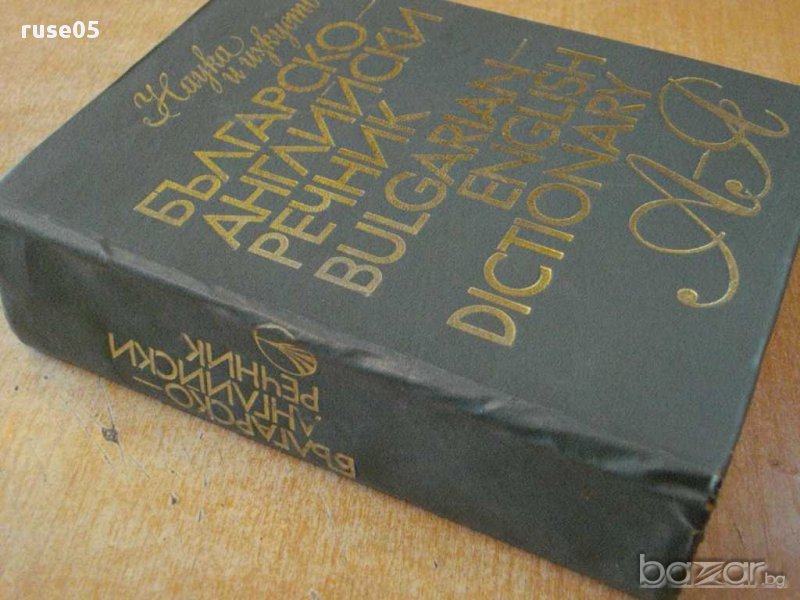 ruse05
Наука
и изкуство
БЪЛГАРСКО–
АНГЛИЙСКИ
РЕЧНИК
BULGARIAN–
ENGLISH
DICTIONARY
А–Я
БЪЛГАРСКО–
АНГЛИЙСКИ
РЕЧНИК
bazar.bg